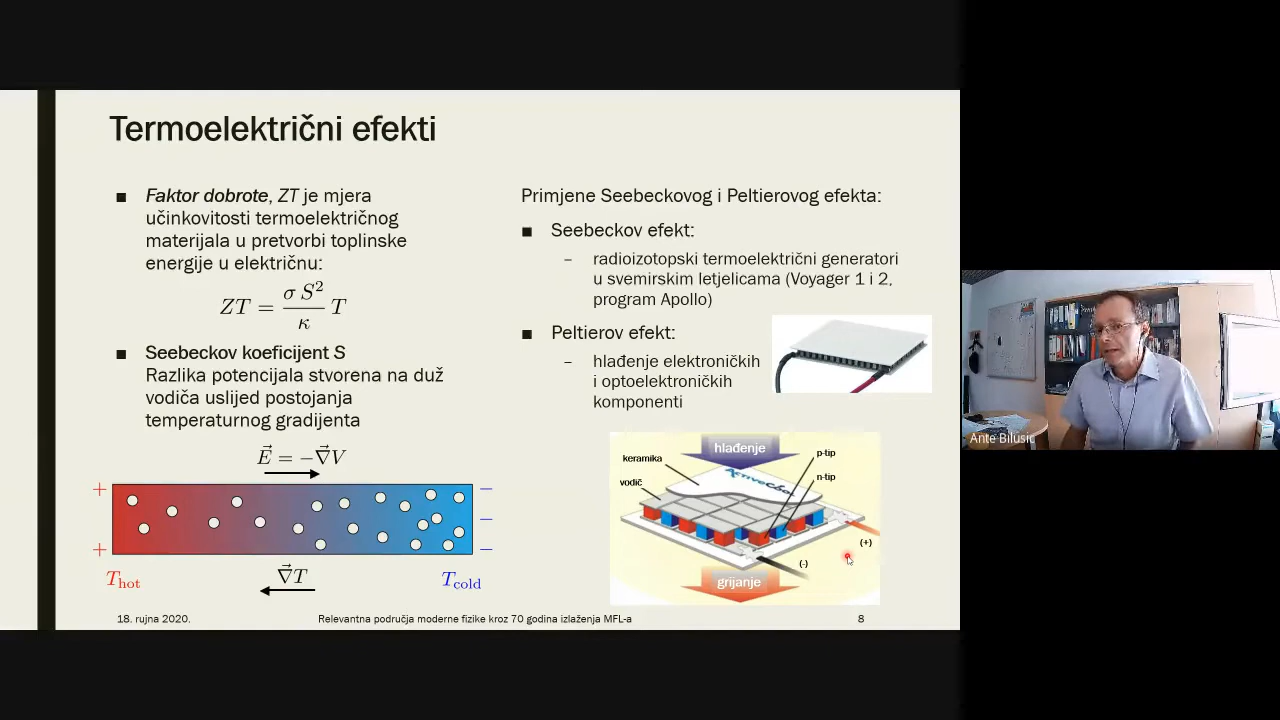 Termoelektrični efekti
■ Faktor dobrote, ZT je mjera
učinkovitosti termoelektričnog
materijala u pretvorbi toplinske
energije u električnu:
ZT = σ S² / κ T
■ Seebeckov koeficijent S
Razlika potencijala stvorena na duž
vodiča uslijed postojanja
temperaturnog gradijenta
E⃗ = −∇⃗V
+ −
−
+ −
T_hot ∇⃗T T_cold
Primjene Seebeckovog i Peltierovog efekta:
■ Seebeckov efekt:
– radioizotopski termoelektrični generatori
u svemirskim letjelicama (Voyager 1 i 2,
program Apollo)
■ Peltierov efekt:
– hlađenje elektroničkih
i optoelektroničkih
komponenti
hlađenje
keramika
p-tip
vodič
n-tip
ActiveCool
(+)
(-)
grijanje
18. rujna 2020. Relevantna područja moderne fizike kroz 70 godina izlaženja MFL-a 8
Ante Bilusic